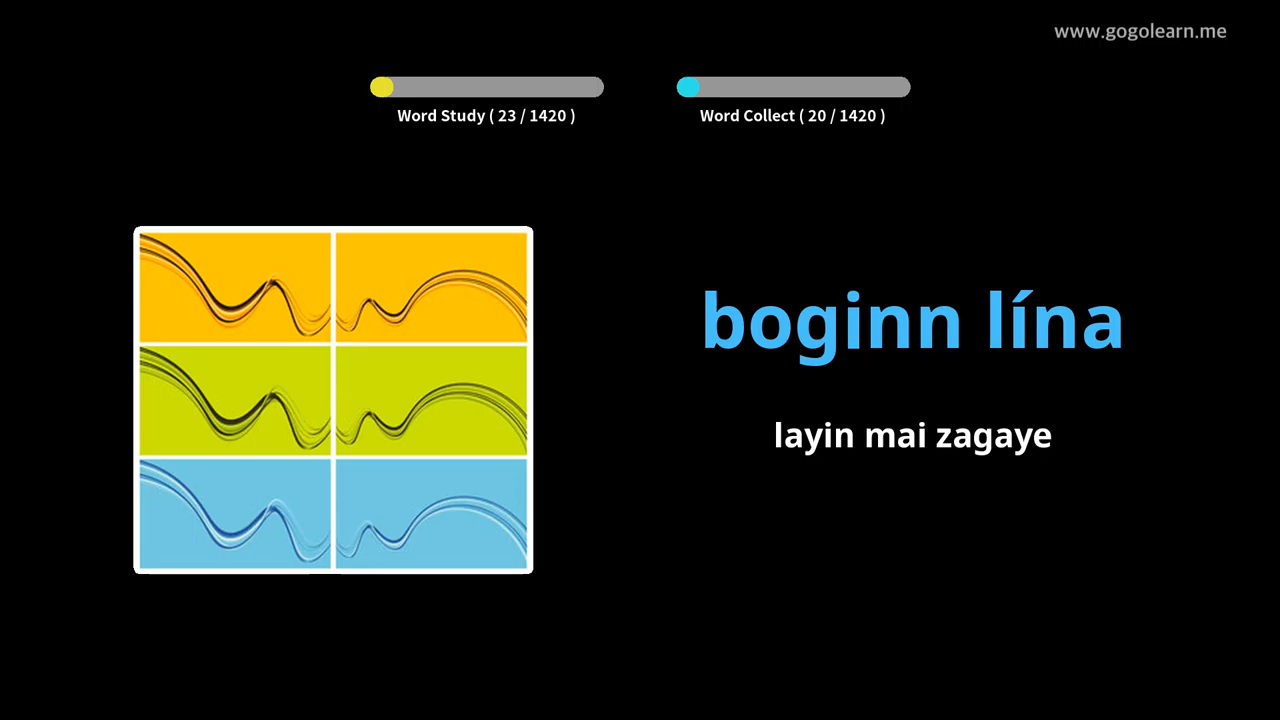 www.gogolearn.me
Word Study ( 23 / 1420 )
Word Collect ( 20 / 1420 )
boginn lína
layin mai zagaye